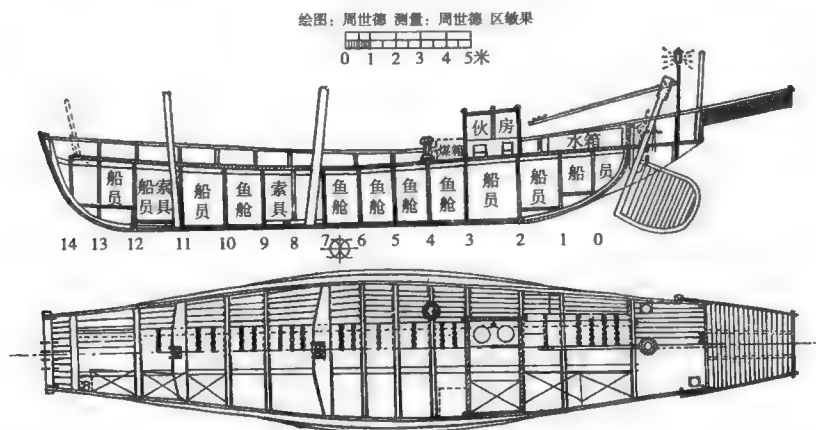 绘图：周世德 测量：周世德 区敏果
0 1 2 3 4 5米
伙房
煤箱 水箱
船员 船员 索具 船员 鱼舱 索具 鱼舱 鱼舱 鱼舱 鱼舱 船员 船员 船员
14 13 12 11 10 9 8 7 6 5 4 3 2 1 0